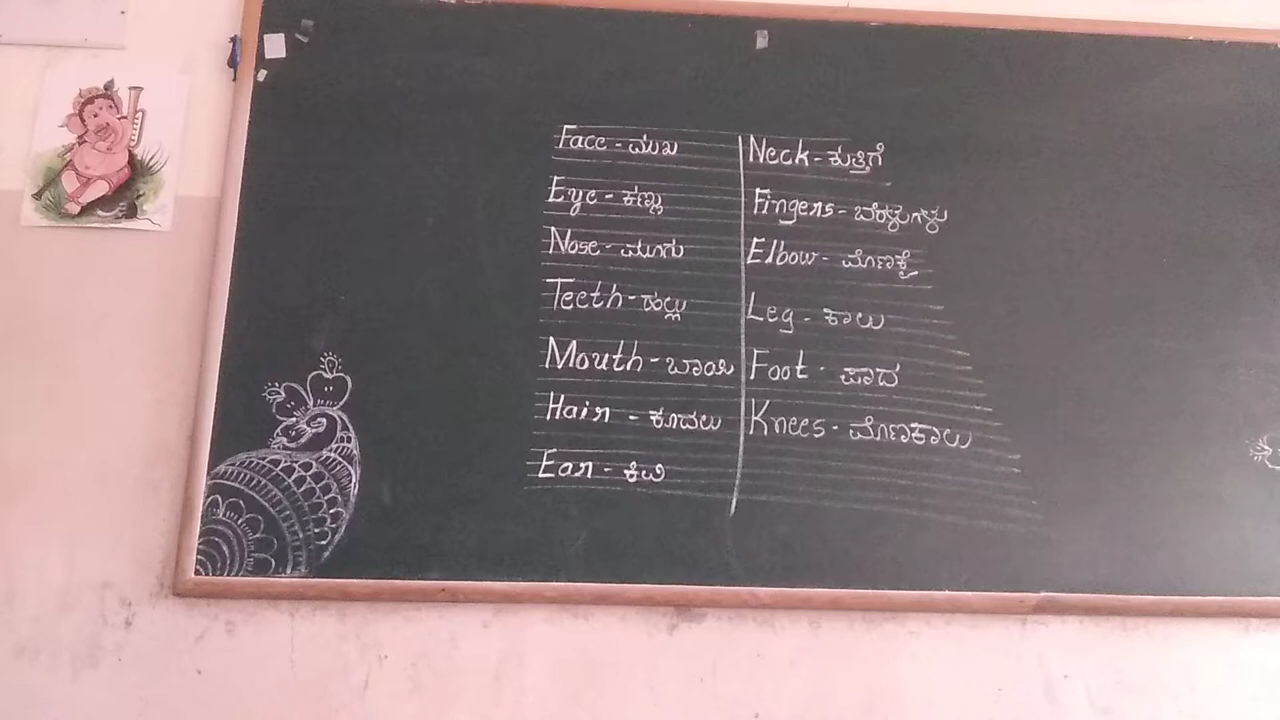 Face - ಮುಖ
Eye - ಕಣ್ಣು
Nose - ಮೂಗು
Teeth - ಹಲ್ಲು
Mouth - ಬಾಯಿ
Hair - ಕೂದಲು
Ear - ಕಿವಿ
Neck - ಕುತ್ತಿಗೆ
Fingers - ಬೆರಳುಗಳು
Elbow - ಮೊಣಕೈ
Leg - ಕಾಲು
Foot - ಪಾದ
Knees - ಮೊಣಕಾಲು